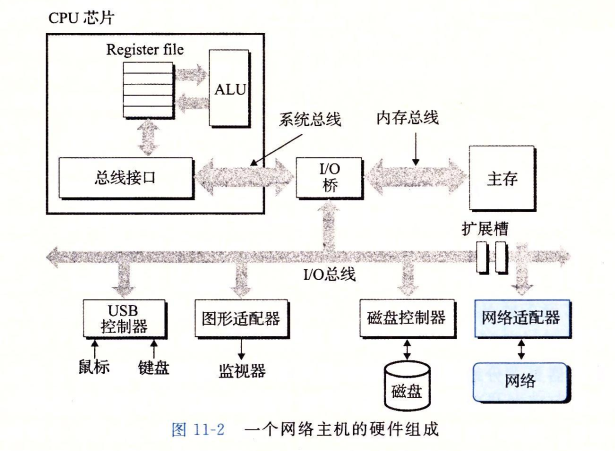 CPU 芯片
Register file
ALU
系统总线
内存总线
总线接口
I/O
桥
主存
扩展槽
I/O总线
USB
控制器
图形适配器
磁盘控制器
网络适配器
鼠标
键盘
监视器
磁盘
网络
图 11-2 一个网络主机的硬件组成